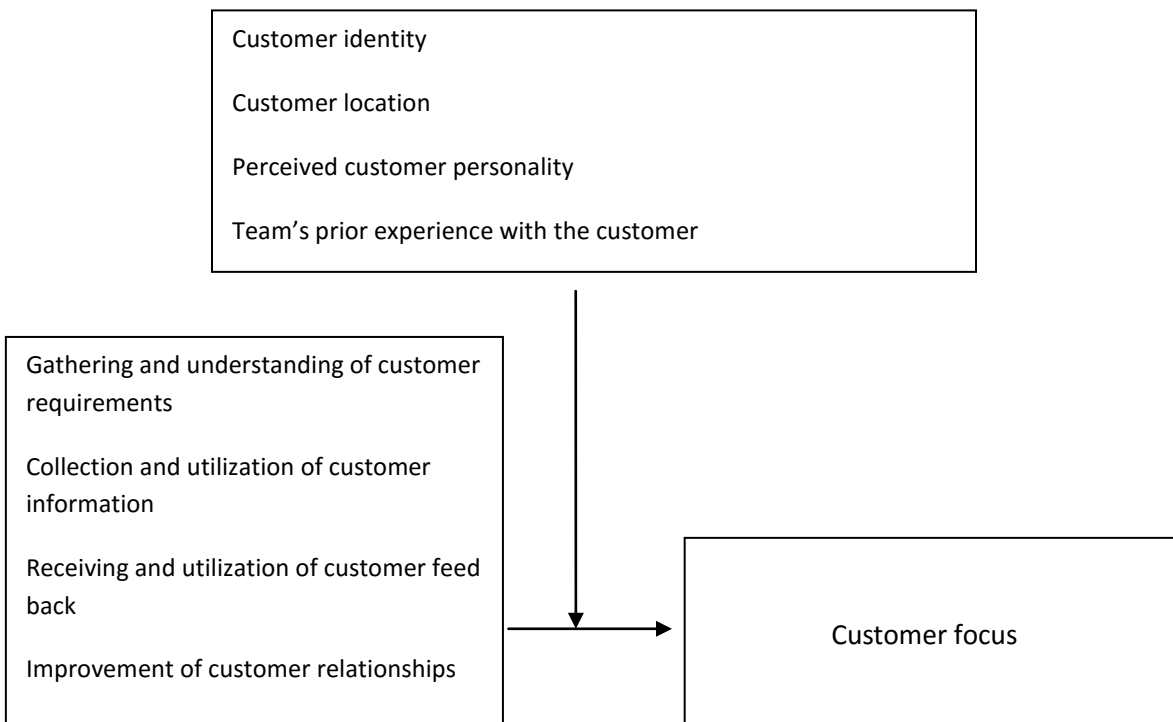 Customer identity
Customer location
Perceived customer personality
Team’s prior experience with the customer
Gathering and understanding of customer
requirements
Collection and utilization of customer
information
Receiving and utilization of customer feed
back
Improvement of customer relationships
Customer focus